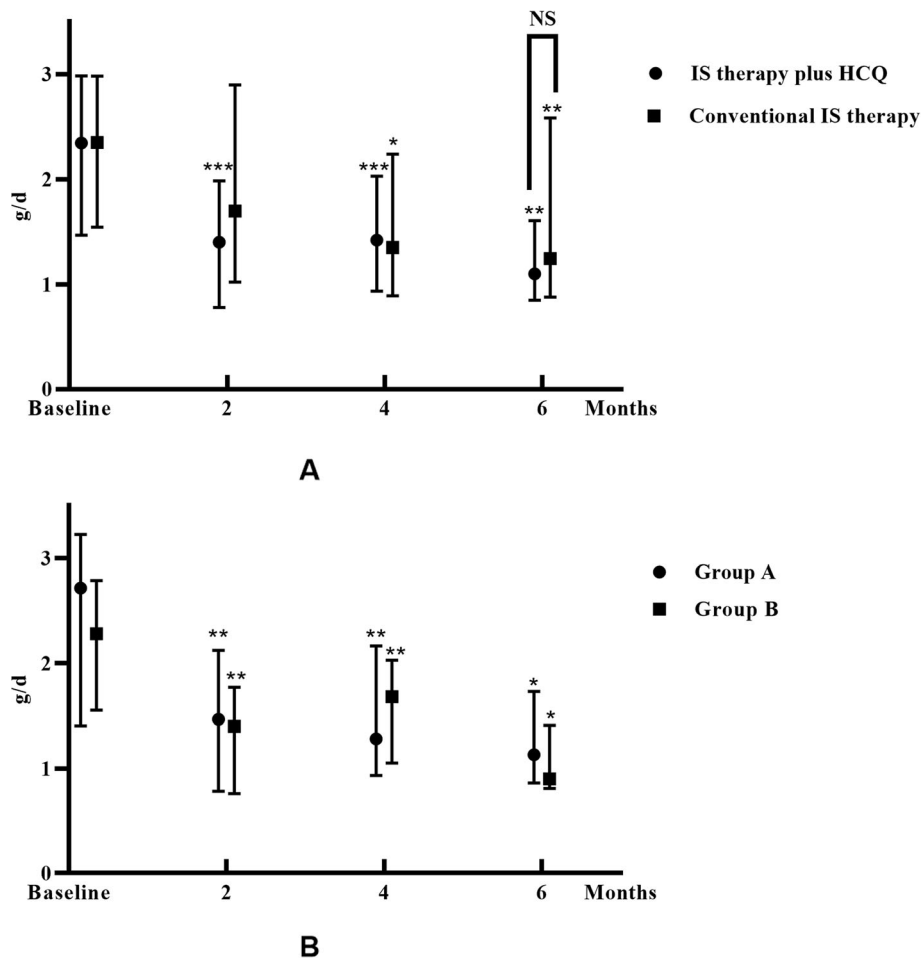 NS
3
2
1
0
g/d
***
***
*
**
**
Baseline 2 4 6 Months
IS therapy plus HCQ
Conventional IS therapy
A
3
2
1
0
g/d
**
**
**
**
*
*
Baseline 2 4 6 Months
Group A
Group B
B